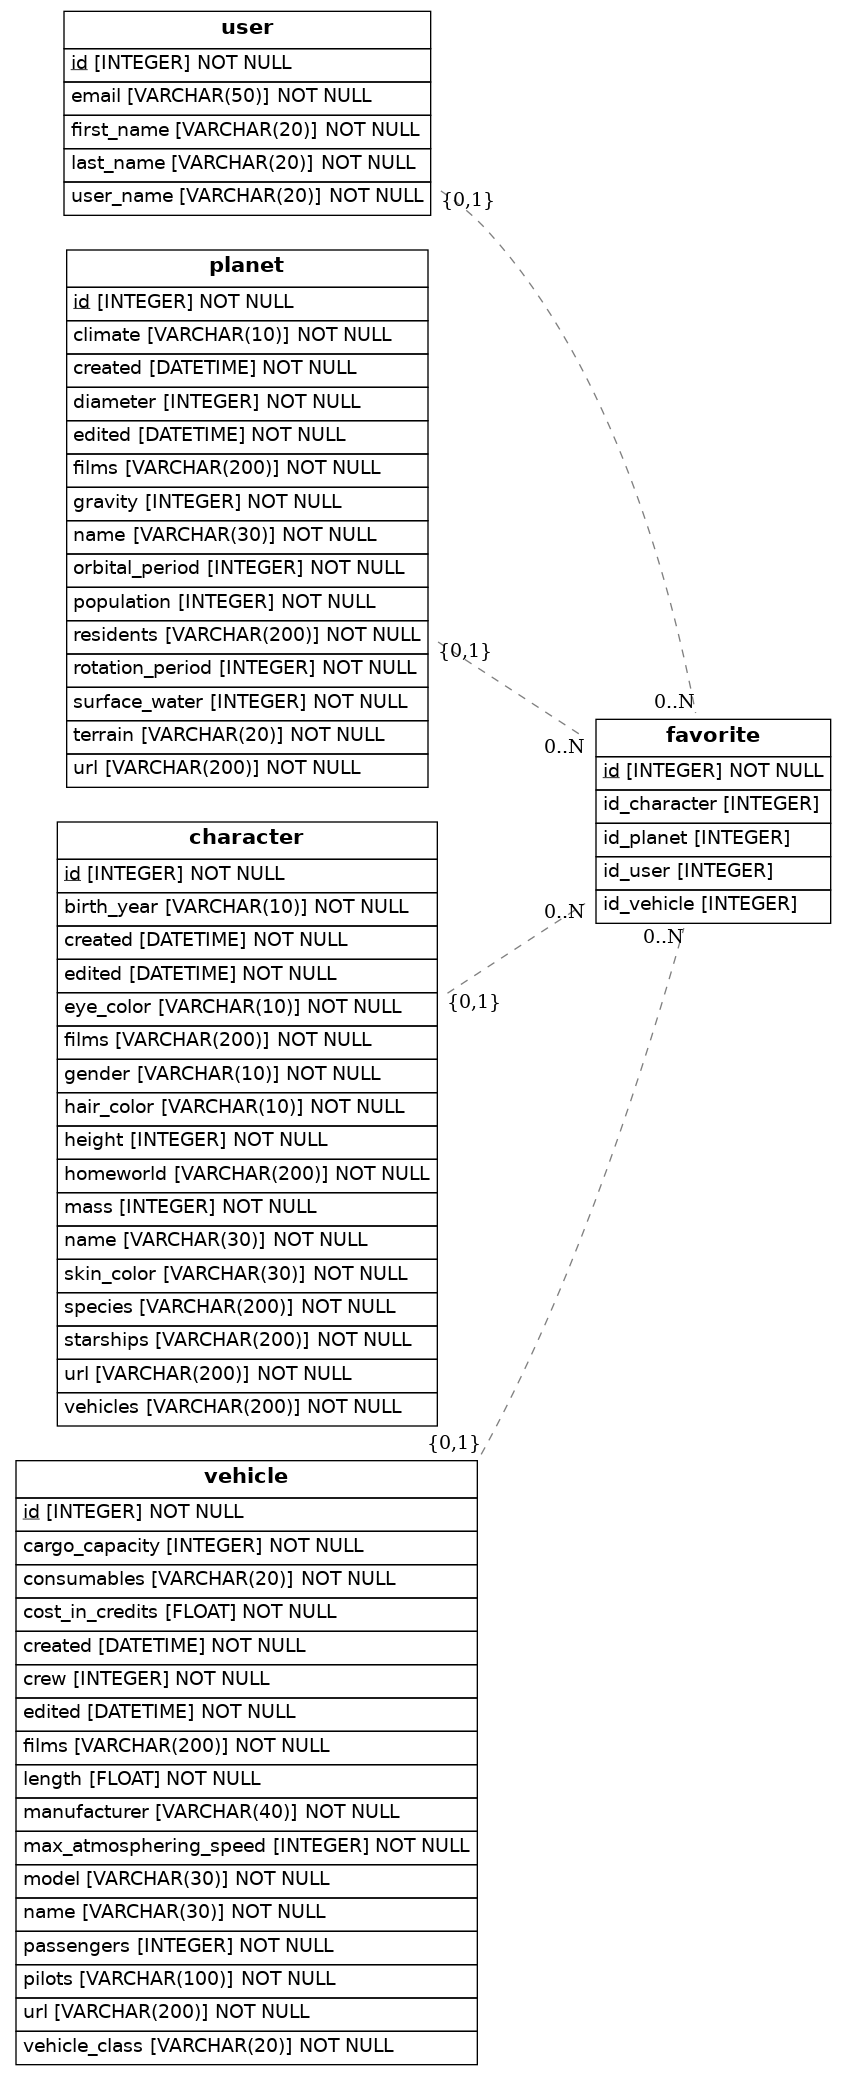 user
id [INTEGER] NOT NULL
email [VARCHAR(50)] NOT NULL
first_name [VARCHAR(20)] NOT NULL
last_name [VARCHAR(20)] NOT NULL
user_name [VARCHAR(20)] NOT NULL
{0,1}
planet
id [INTEGER] NOT NULL
climate [VARCHAR(10)] NOT NULL
created [DATETIME] NOT NULL
diameter [INTEGER] NOT NULL
edited [DATETIME] NOT NULL
films [VARCHAR(200)] NOT NULL
gravity [INTEGER] NOT NULL
name [VARCHAR(30)] NOT NULL
orbital_period [INTEGER] NOT NULL
population [INTEGER] NOT NULL
residents [VARCHAR(200)] NOT NULL
rotation_period [INTEGER] NOT NULL
surface_water [INTEGER] NOT NULL
terrain [VARCHAR(20)] NOT NULL
url [VARCHAR(200)] NOT NULL
{0,1}
0..N
0..N
favorite
id [INTEGER] NOT NULL
id_character [INTEGER]
id_planet [INTEGER]
id_user [INTEGER]
id_vehicle [INTEGER]
0..N
0..N
character
id [INTEGER] NOT NULL
birth_year [VARCHAR(10)] NOT NULL
created [DATETIME] NOT NULL
edited [DATETIME] NOT NULL
eye_color [VARCHAR(10)] NOT NULL
films [VARCHAR(200)] NOT NULL
gender [VARCHAR(10)] NOT NULL
hair_color [VARCHAR(10)] NOT NULL
height [INTEGER] NOT NULL
homeworld [VARCHAR(200)] NOT NULL
mass [INTEGER] NOT NULL
name [VARCHAR(30)] NOT NULL
skin_color [VARCHAR(30)] NOT NULL
species [VARCHAR(200)] NOT NULL
starships [VARCHAR(200)] NOT NULL
url [VARCHAR(200)] NOT NULL
vehicles [VARCHAR(200)] NOT NULL
{0,1}
{0,1}
vehicle
id [INTEGER] NOT NULL
cargo_capacity [INTEGER] NOT NULL
consumables [VARCHAR(20)] NOT NULL
cost_in_credits [FLOAT] NOT NULL
created [DATETIME] NOT NULL
crew [INTEGER] NOT NULL
edited [DATETIME] NOT NULL
films [VARCHAR(200)] NOT NULL
length [FLOAT] NOT NULL
manufacturer [VARCHAR(40)] NOT NULL
max_atmosphering_speed [INTEGER] NOT NULL
model [VARCHAR(30)] NOT NULL
name [VARCHAR(30)] NOT NULL
passengers [INTEGER] NOT NULL
pilots [VARCHAR(100)] NOT NULL
url [VARCHAR(200)] NOT NULL
vehicle_class [VARCHAR(20)] NOT NULL